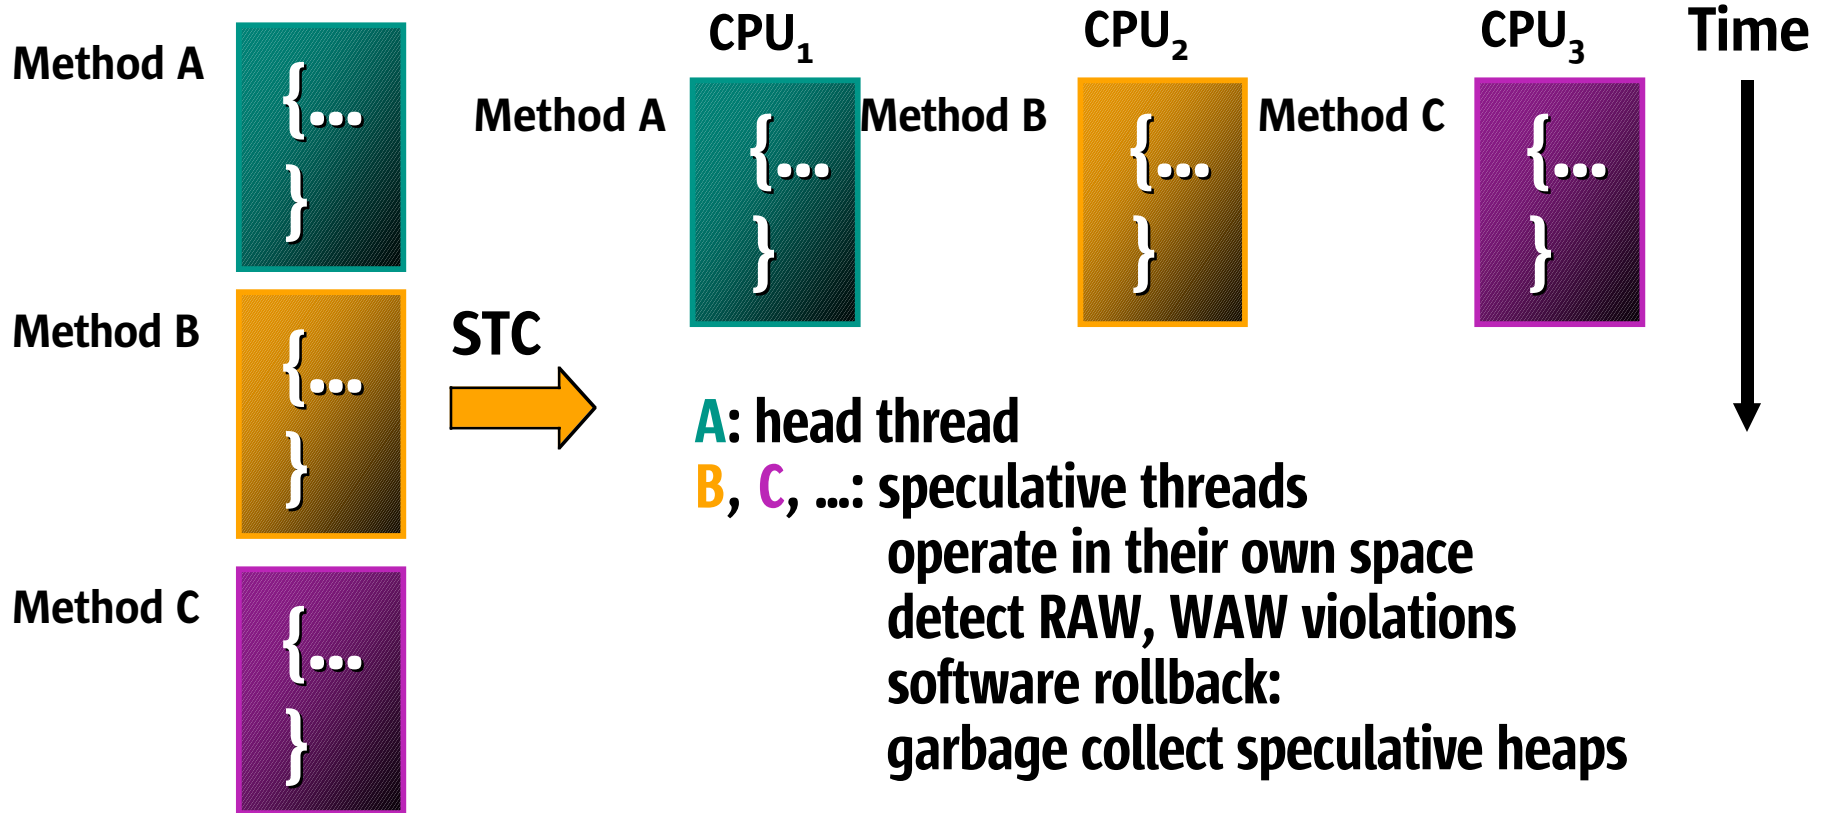 Method A
{...
}
Method B
{...
}
Method C
{...
}
STC
CPU1
CPU2
CPU3
Time
Method A
{...
}
Method B
{...
}
Method C
{...
}
A: head thread
B, C, ...: speculative threads
operate in their own space
detect RAW, WAW violations
software rollback:
garbage collect speculative heaps